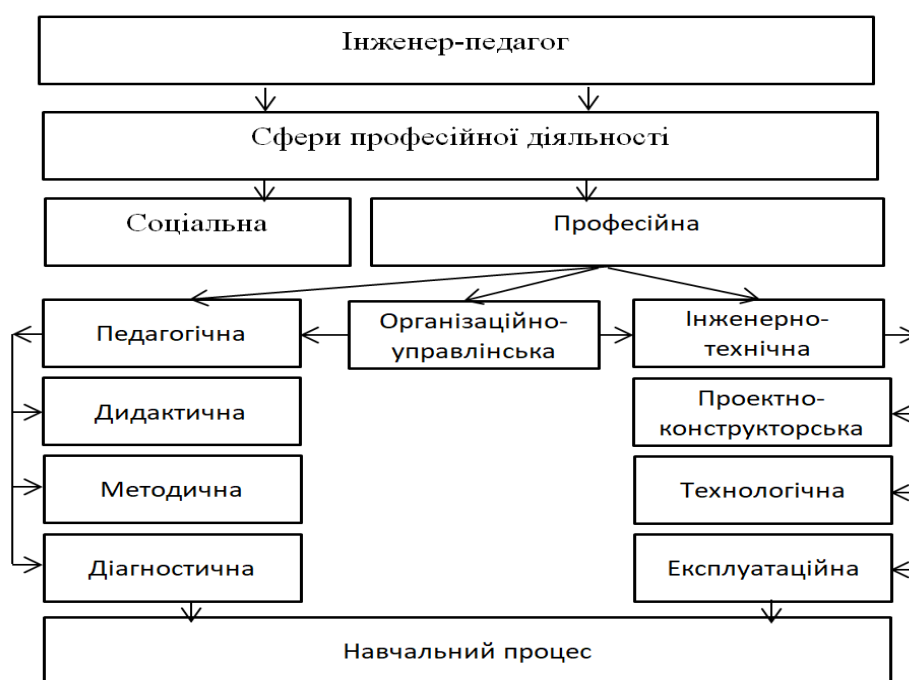 Інженер-педагог
Сфери професійної діяльності
Соціальна
Професійна
Педагогічна
Організаційно-
управлінська
Інженерно-
технічна
Дидактична
Проектно-
конструкторська
Методична
Технологічна
Діагностична
Експлуатаційна
Навчальний процес